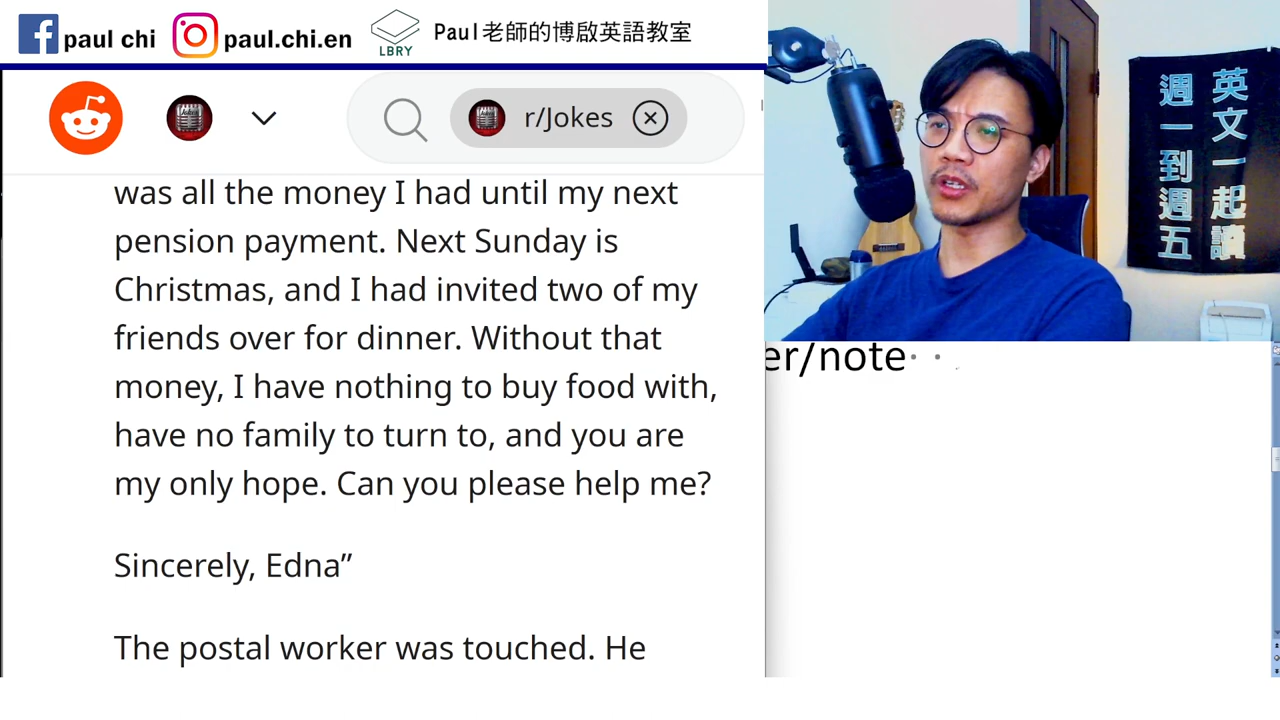 paul chi
paul.chi.en
LBRY
Paul老師的博啟英語教室
r/Jokes
was all the money I had until my next
pension payment. Next Sunday is
Christmas, and I had invited two of my
friends over for dinner. Without that
money, I have nothing to buy food with,
have no family to turn to, and you are
my only hope. Can you please help me?
Sincerely, Edna”
The postal worker was touched. He
英文一起讀
週一到週五
er/note